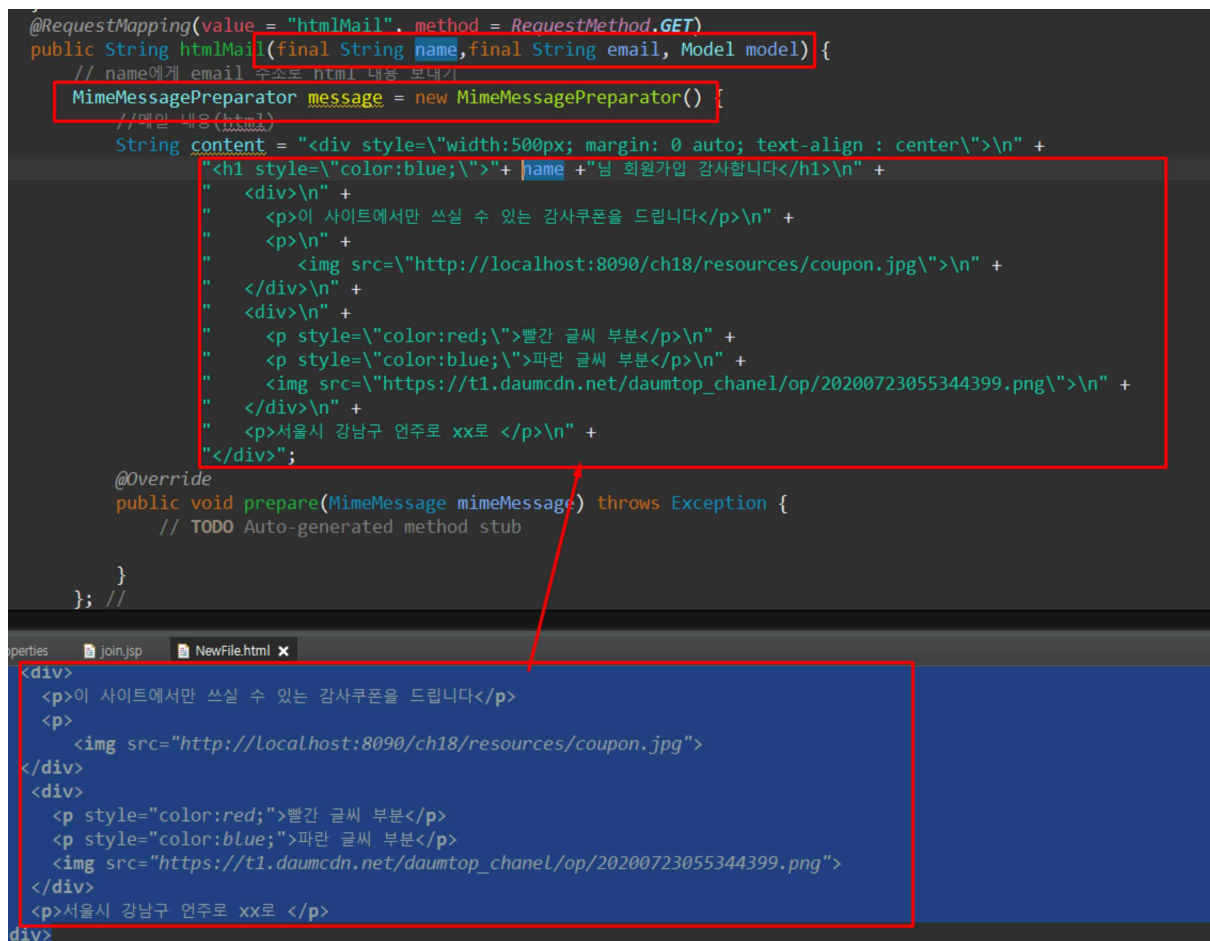 @RequestMapping(value = "htmlMail", method = RequestMethod.GET)
public String htmlMail(final String name,final String email, Model model) {
// name에게 email 주소로 html 내용 보내기
MimeMessagePreparator message = new MimeMessagePreparator() {
//메일 내용(html)
String content = "<div style=\"width:500px; margin: 0 auto; text-align : center\">\n" +
"<h1 style=\"color:blue;\">"+ name +"님 회원가입 감사합니다</h1>\n" +
"   <div>\n" +
"     <p>이 사이트에서만 쓰실 수 있는 감사쿠폰을 드립니다</p>\n" +
"     <p>\n" +
"        <img src=\"http://localhost:8090/ch18/resources/coupon.jpg\">\n" +
"   </div>\n" +
"   <div>\n" +
"     <p style=\"color:red;\">빨간 글씨 부분</p>\n" +
"     <p style=\"color:blue;\">파란 글씨 부분</p>\n" +
"     <img src=\"https://t1.daumcdn.net/daumtop_chanel/op/20200723055344399.png\">\n" +
"   </div>\n" +
"   <p>서울시 강남구 언주로 xx로 </p>\n" +
"</div>";
@Override
public void prepare(MimeMessage mimeMessage) throws Exception {
// TODO Auto-generated method stub
}
}; //
operties join.jsp NewFile.html
<div>
<p>이 사이트에서만 쓰실 수 있는 감사쿠폰을 드립니다</p>
<p>
<img src="http://localhost:8090/ch18/resources/coupon.jpg">
</div>
<div>
<p style="color:red;">빨간 글씨 부분</p>
<p style="color:blue;">파란 글씨 부분</p>
<img src="https://t1.daumcdn.net/daumtop_chanel/op/20200723055344399.png">
</div>
<p>서울시 강남구 언주로 xx로 </p>
div>